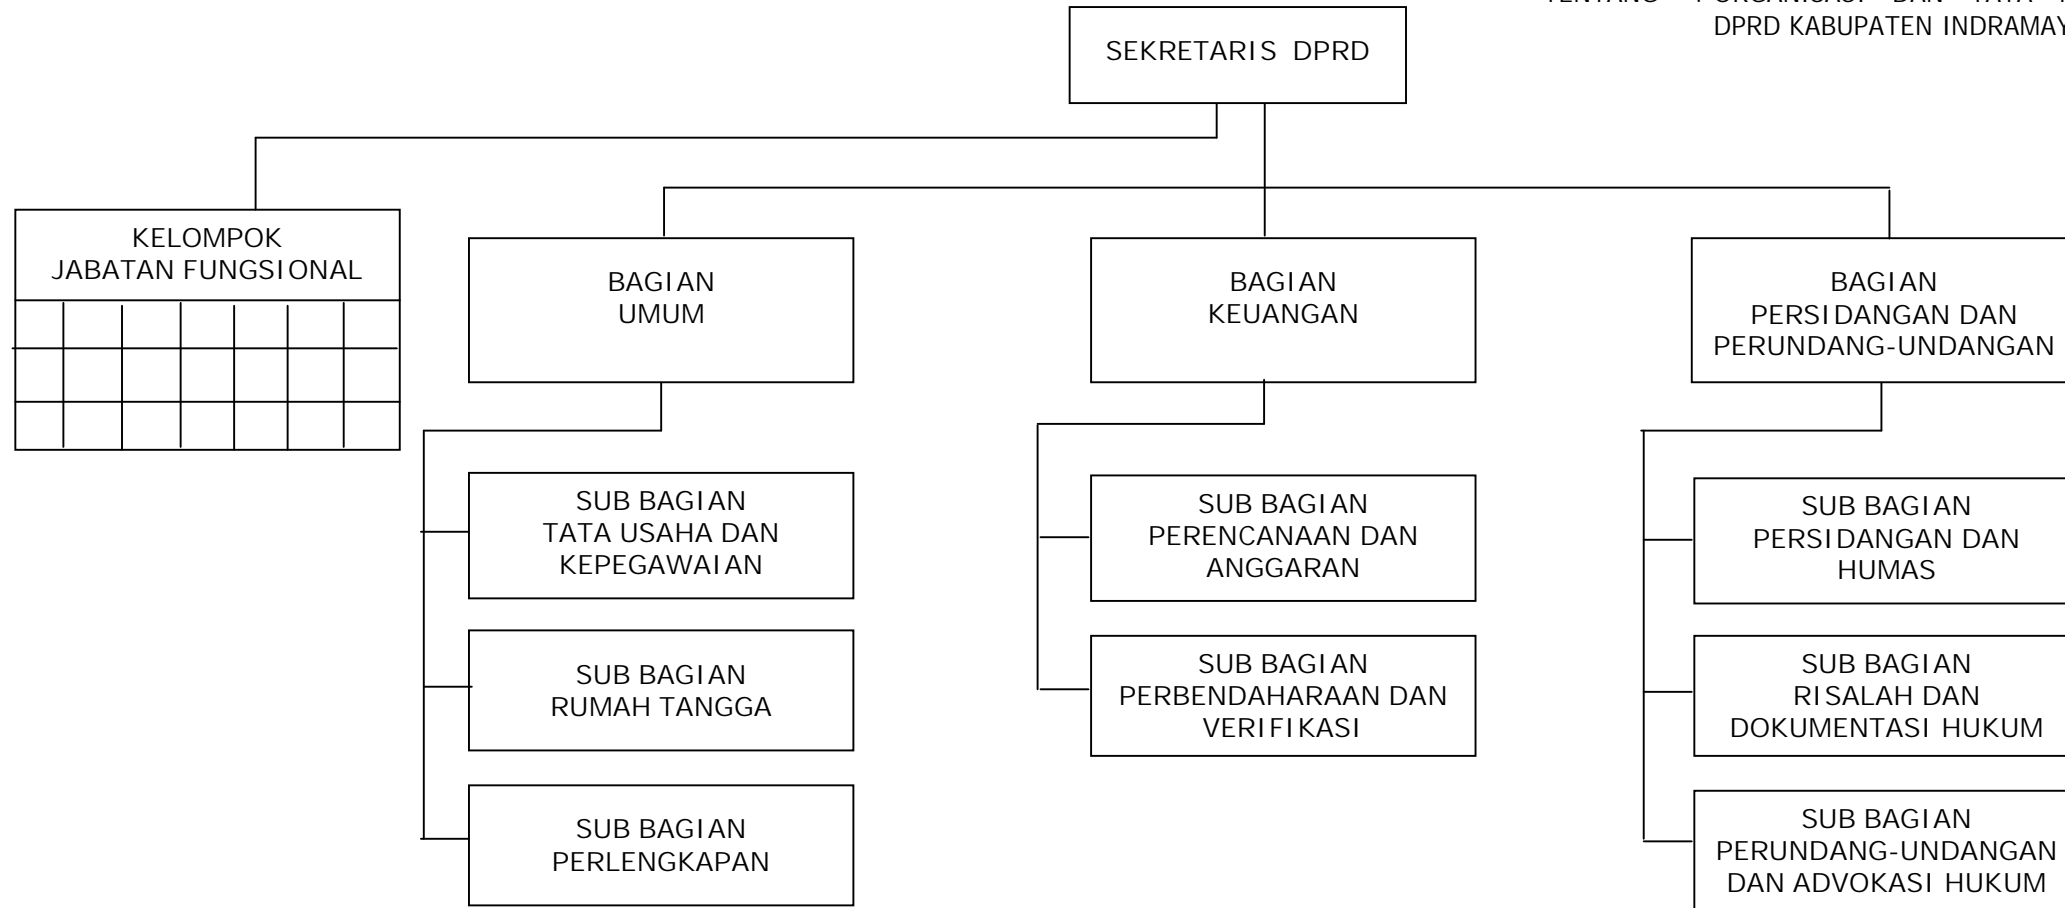 DPRD KABUPATEN INDRAMAY
SEKRETARIS DPRD
KELOMPOK
JABATAN FUNGSIONAL
BAGIAN
UMUM
BAGIAN
KEUANGAN
BAGIAN
PERSIDANGAN DAN
PERUNDANG-UNDANGAN
SUB BAGIAN
TATA USAHA DAN
KEPEGAWAIAN
SUB BAGIAN
RUMAH TANGGA
SUB BAGIAN
PERLENGKAPAN
SUB BAGIAN
PERENCANAAN DAN
ANGGARAN
SUB BAGIAN
PERBENDAHARAAN DAN
VERIFIKASI
SUB BAGIAN
PERSIDANGAN DAN
HUMAS
SUB BAGIAN
RISALAH DAN
DOKUMENTASI HUKUM
SUB BAGIAN
PERUNDANG-UNDANGAN
DAN ADVOKASI HUKUM